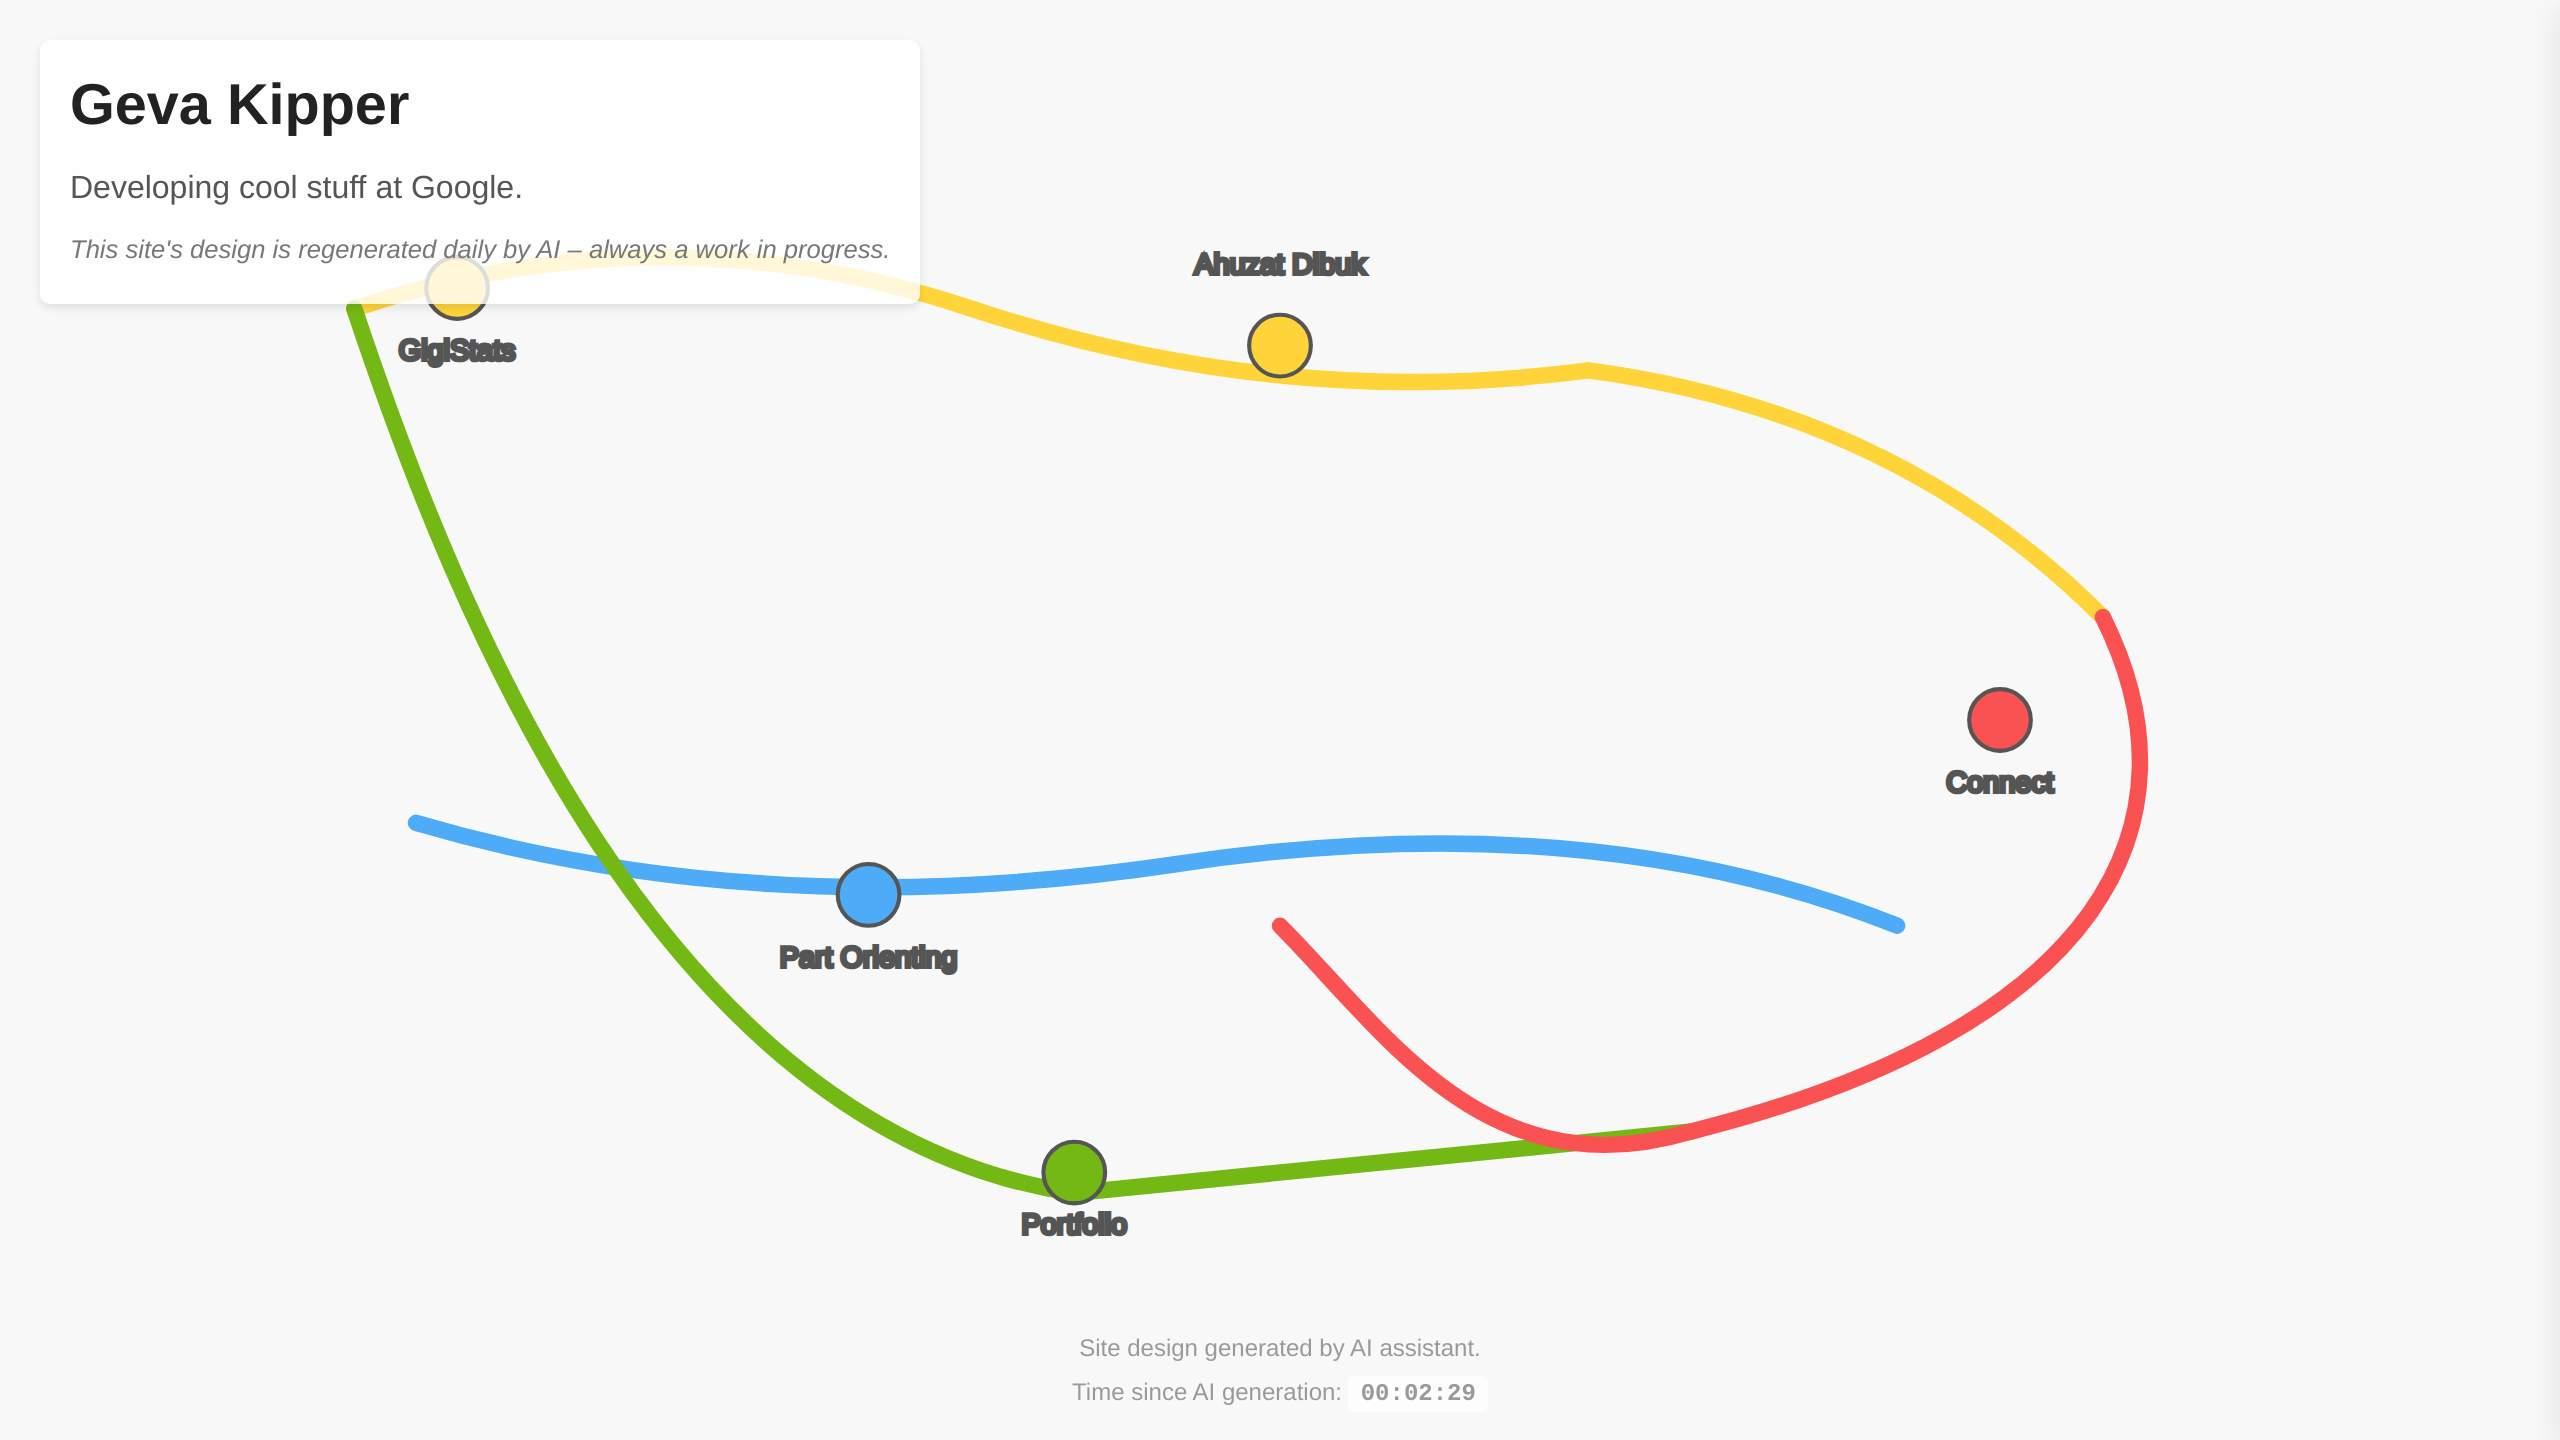 Geva Kipper
Developing cool stuff at Google.
This site's design is regenerated daily by AI – always a work in progress.
Ahuzat Dibuk
GigiStats
Connect
Part Orienting
Portfolio
Site design generated by AI assistant.
Time since AI generation: 00:02:29